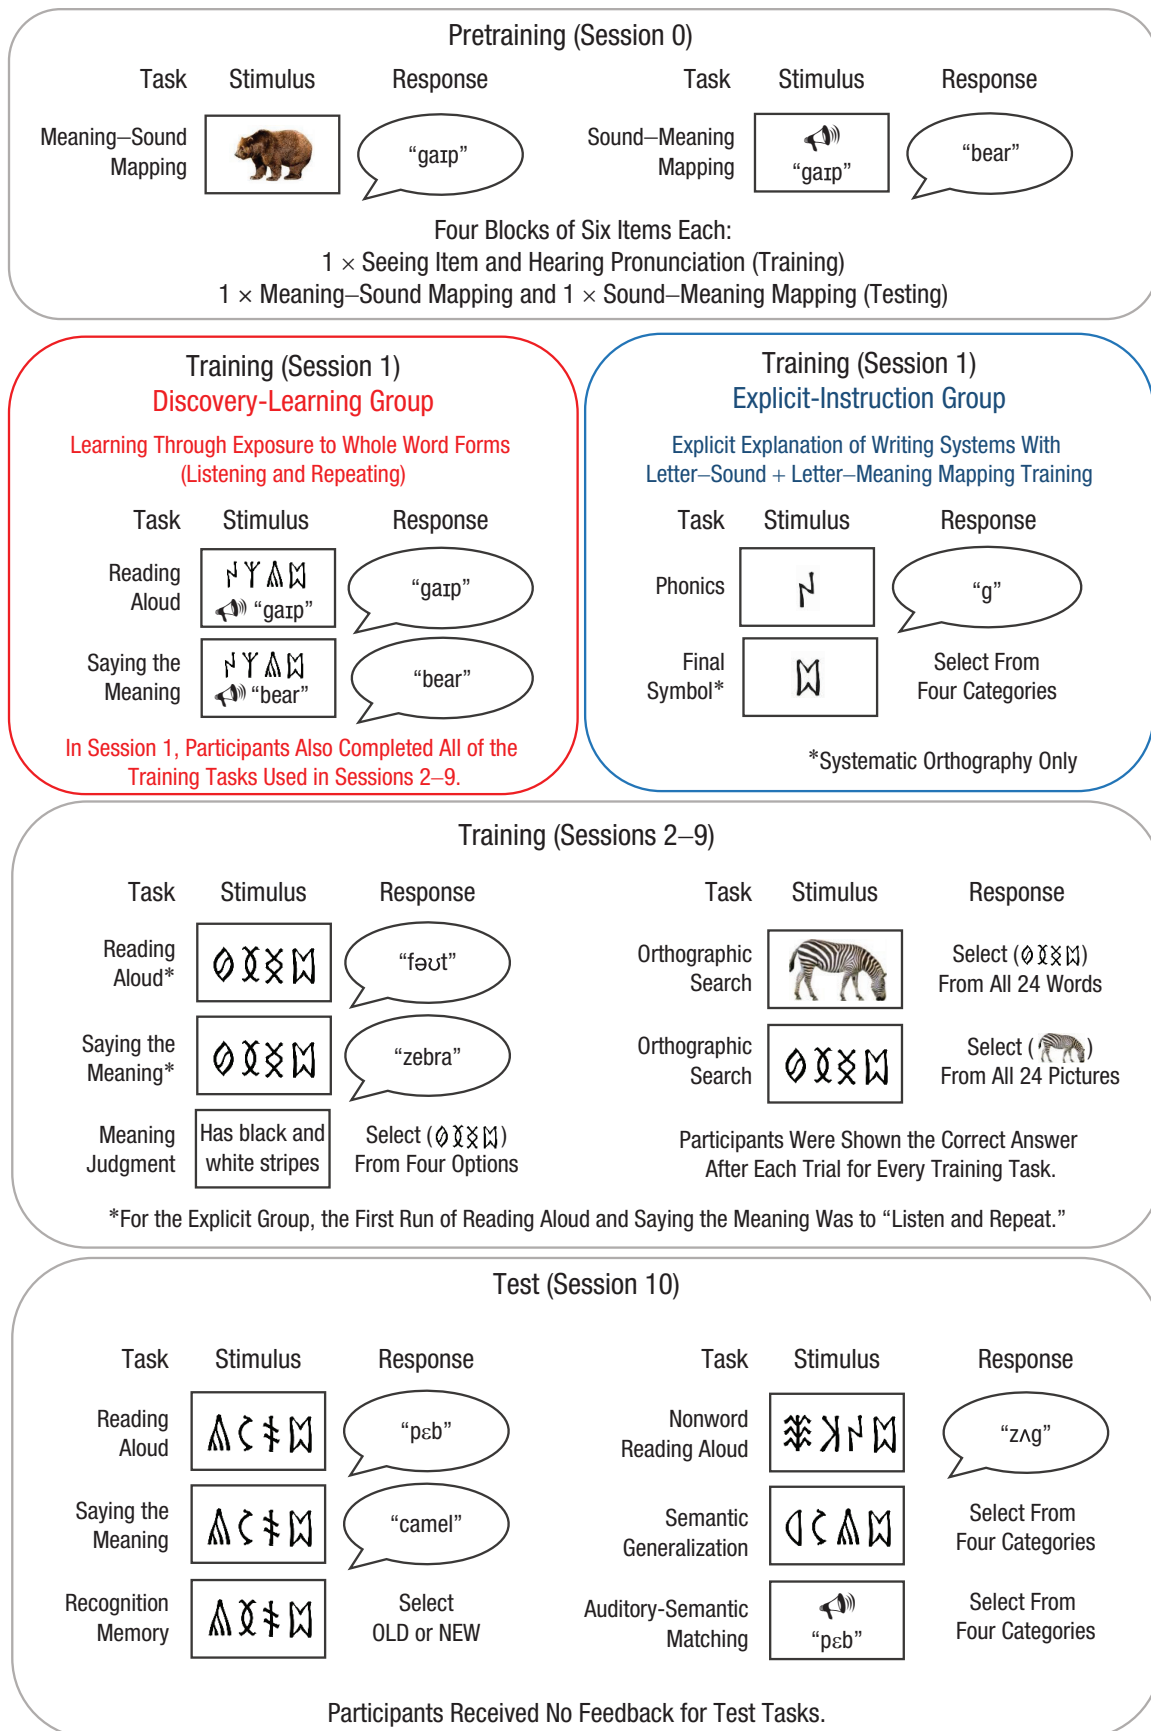 Pretraining (Session 0)
Task Stimulus Response
Meaning–Sound Mapping
“gaɪp”
Task Stimulus Response
Sound–Meaning Mapping
“gaɪp”
“bear”
Four Blocks of Six Items Each:
1 × Seeing Item and Hearing Pronunciation (Training)
1 × Meaning–Sound Mapping and 1 × Sound–Meaning Mapping (Testing)
Training (Session 1)
Discovery-Learning Group
Learning Through Exposure to Whole Word Forms
(Listening and Repeating)
Task Stimulus Response
Reading Aloud
“gaɪp”
“gaɪp”
Saying the Meaning
“bear”
“bear”
In Session 1, Participants Also Completed All of the
Training Tasks Used in Sessions 2–9.
Training (Session 1)
Explicit-Instruction Group
Explicit Explanation of Writing Systems With
Letter–Sound + Letter–Meaning Mapping Training
Task Stimulus Response
Phonics
“g”
Final Symbol*
Select From
Four Categories
*Systematic Orthography Only
Training (Sessions 2–9)
Task Stimulus Response
Reading Aloud*
“fəʊt”
Saying the Meaning*
“zebra”
Meaning Judgment
Has black and
white stripes
Select ( )
From Four Options
Task Stimulus Response
Orthographic Search
Select ( )
From All 24 Words
Orthographic Search
Select ( )
From All 24 Pictures
Participants Were Shown the Correct Answer
After Each Trial for Every Training Task.
*For the Explicit Group, the First Run of Reading Aloud and Saying the Meaning Was to “Listen and Repeat.”
Test (Session 10)
Task Stimulus Response
Reading Aloud
“pɛb”
Saying the Meaning
“camel”
Recognition Memory
Select
OLD or NEW
Task Stimulus Response
Nonword Reading Aloud
“zʌg”
Semantic Generalization
Select From
Four Categories
Auditory-Semantic Matching
“pɛb”
Select From
Four Categories
Participants Received No Feedback for Test Tasks.